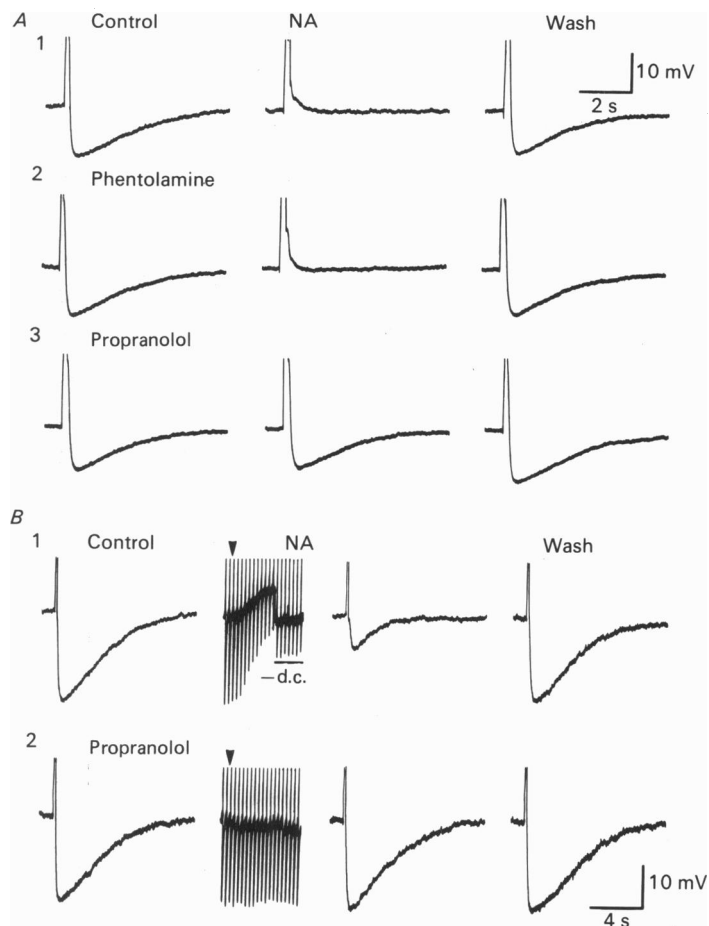 A
Control NA Wash
1
10 mV
2 s
2 Phentolamine
3 Propranolol
B
1 Control NA Wash
−d.c.
2 Propranolol
10 mV
4 s